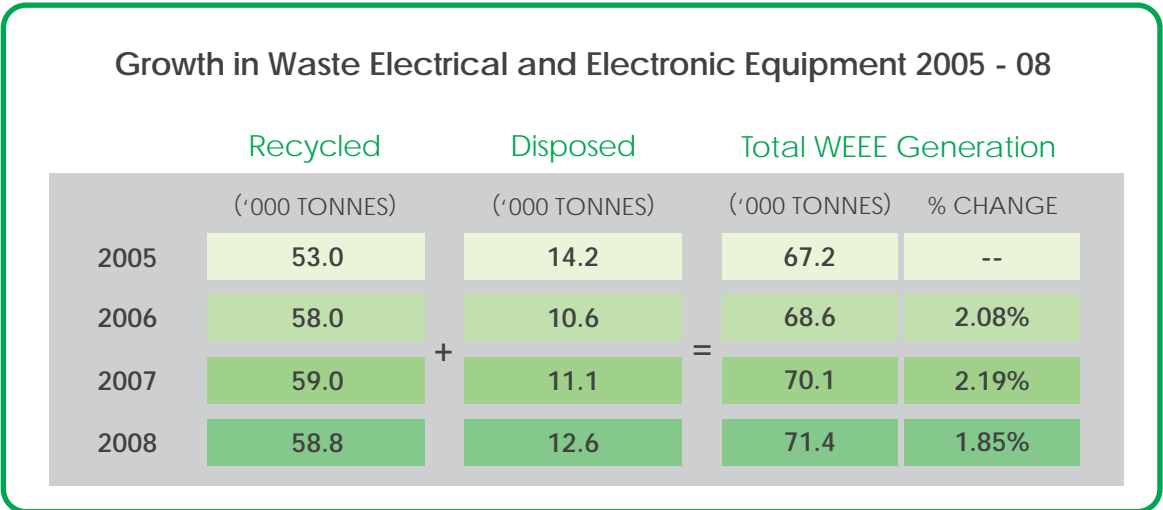 Growth in Waste Electrical and Electronic Equipment 2005 - 08
Recycled Disposed Total WEEE Generation
(‘000 TONNES) (‘000 TONNES) (‘000 TONNES) % CHANGE
2005 53.0 14.2 67.2 --
2006 58.0 10.6 68.6 2.08%
+ =
2007 59.0 11.1 70.1 2.19%
2008 58.8 12.6 71.4 1.85%